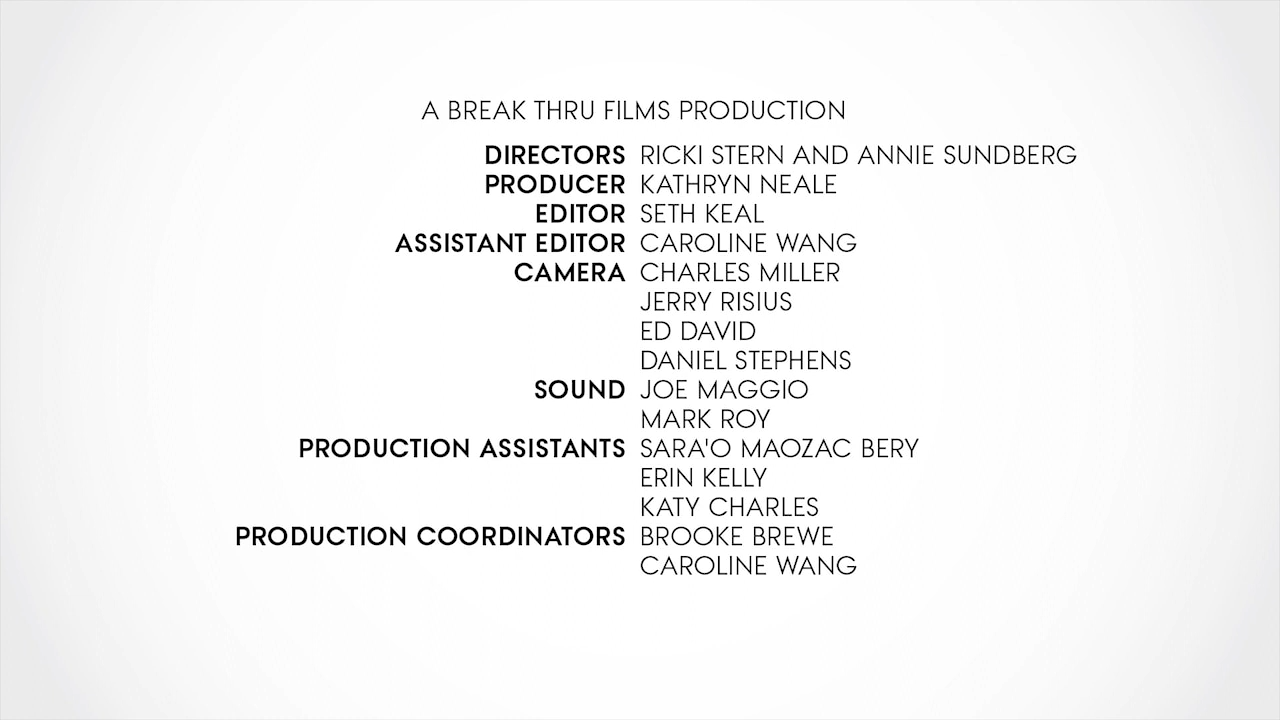 A BREAK THRU FILMS PRODUCTION
DIRECTORS RICKI STERN AND ANNIE SUNDBERG
PRODUCER KATHRYN NEALE
EDITOR SETH KEAL
ASSISTANT EDITOR CAROLINE WANG
CAMERA CHARLES MILLER
JERRY RISIUS
ED DAVID
DANIEL STEPHENS
SOUND JOE MAGGIO
MARK ROY
PRODUCTION ASSISTANTS SARA'O MAOZAC BERY
ERIN KELLY
KATY CHARLES
PRODUCTION COORDINATORS BROOKE BREWE
CAROLINE WANG